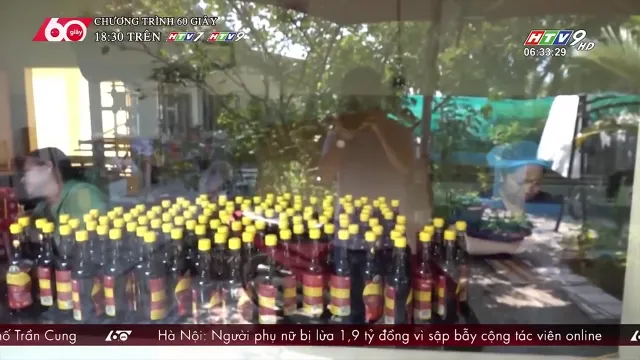 60 giây
CHƯƠNG TRÌNH 60 GIÂY
18:30 TRÊN HTV7 HTV9
HTV9 HD
06:33:29
hố Trần Cung 60 Hà Nội: Người phụ nữ bị lừa 1,9 tỷ đồng vì sập bẫy cộng tác viên online